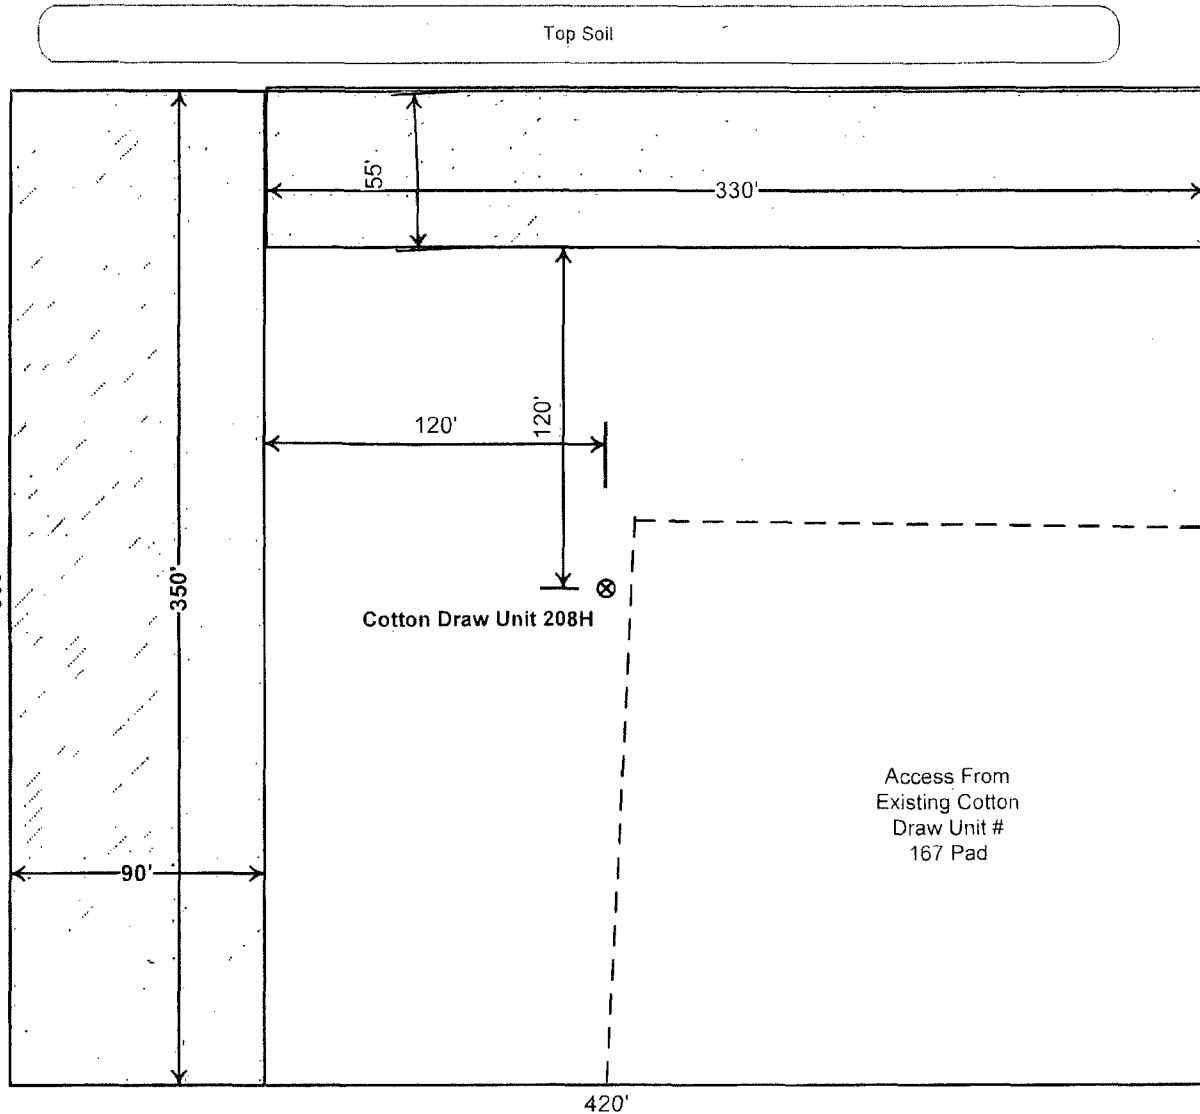 Top Soil
55'
330'
120'
120'
350'
Cotton Draw Unit 208H
Access From
Existing Cotton
Draw Unit #
167 Pad
90'
420'